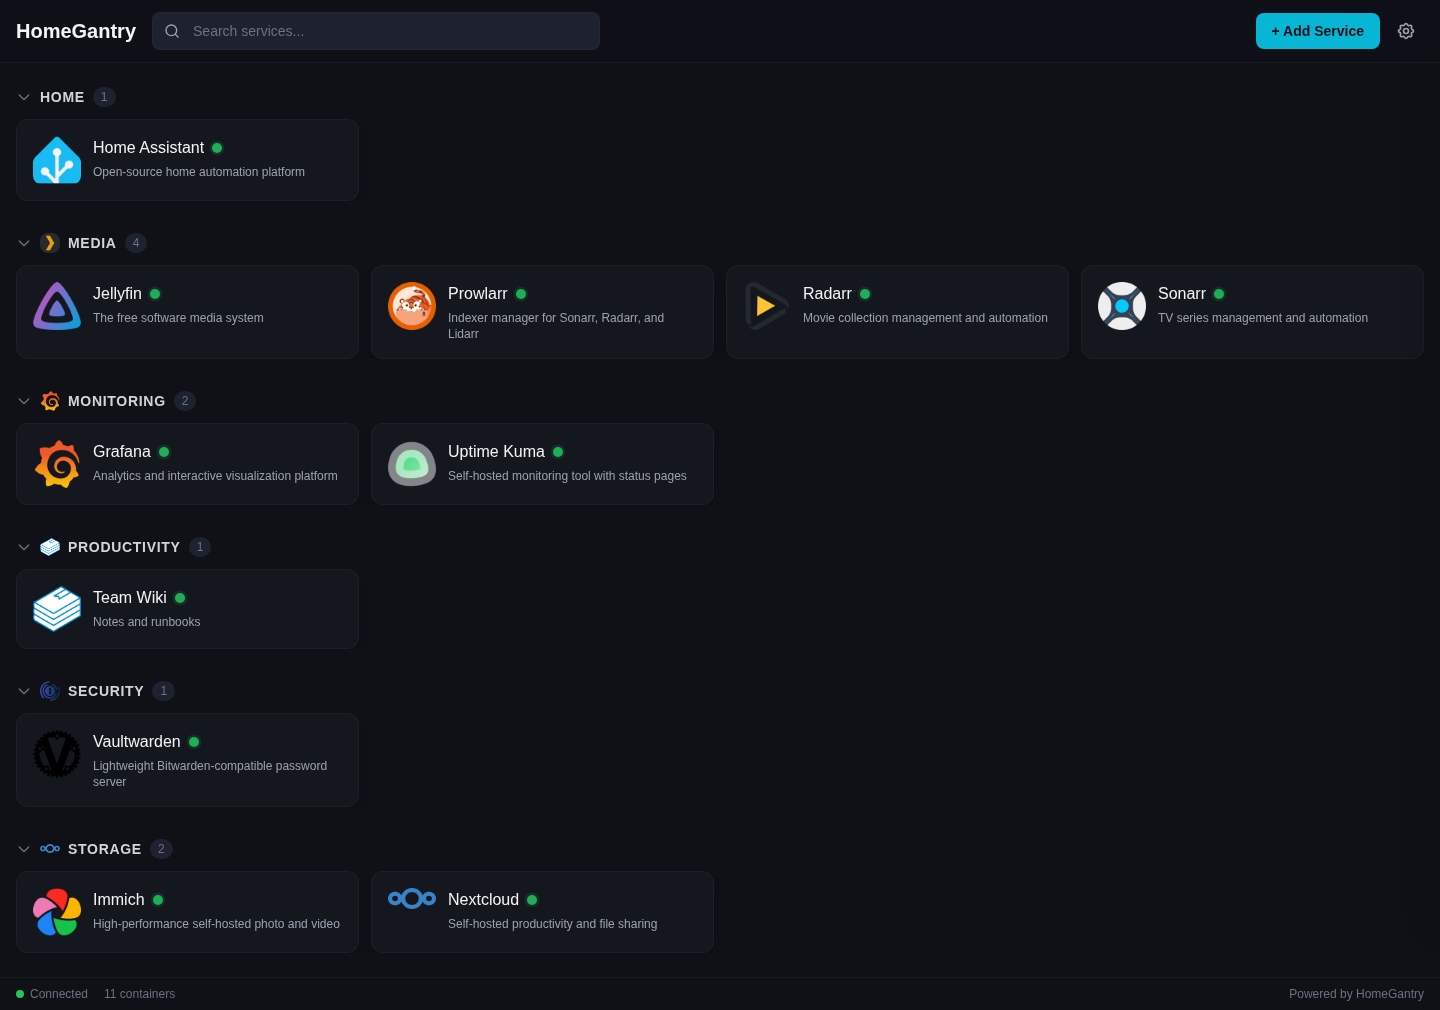 HomeGantry
Search services...
+ Add Service
HOME 1
Home Assistant
Open-source home automation platform
MEDIA 4
Jellyfin
The free software media system
Prowlarr
Indexer manager for Sonarr, Radarr, and
Lidarr
Radarr
Movie collection management and automation
Sonarr
TV series management and automation
MONITORING 2
Grafana
Analytics and interactive visualization platform
Uptime Kuma
Self-hosted monitoring tool with status pages
PRODUCTIVITY 1
Team Wiki
Notes and runbooks
SECURITY 1
Vaultwarden
Lightweight Bitwarden-compatible password
server
STORAGE 2
Immich
High-performance self-hosted photo and video
Nextcloud
Self-hosted productivity and file sharing
Connected 11 containers
Powered by HomeGantry